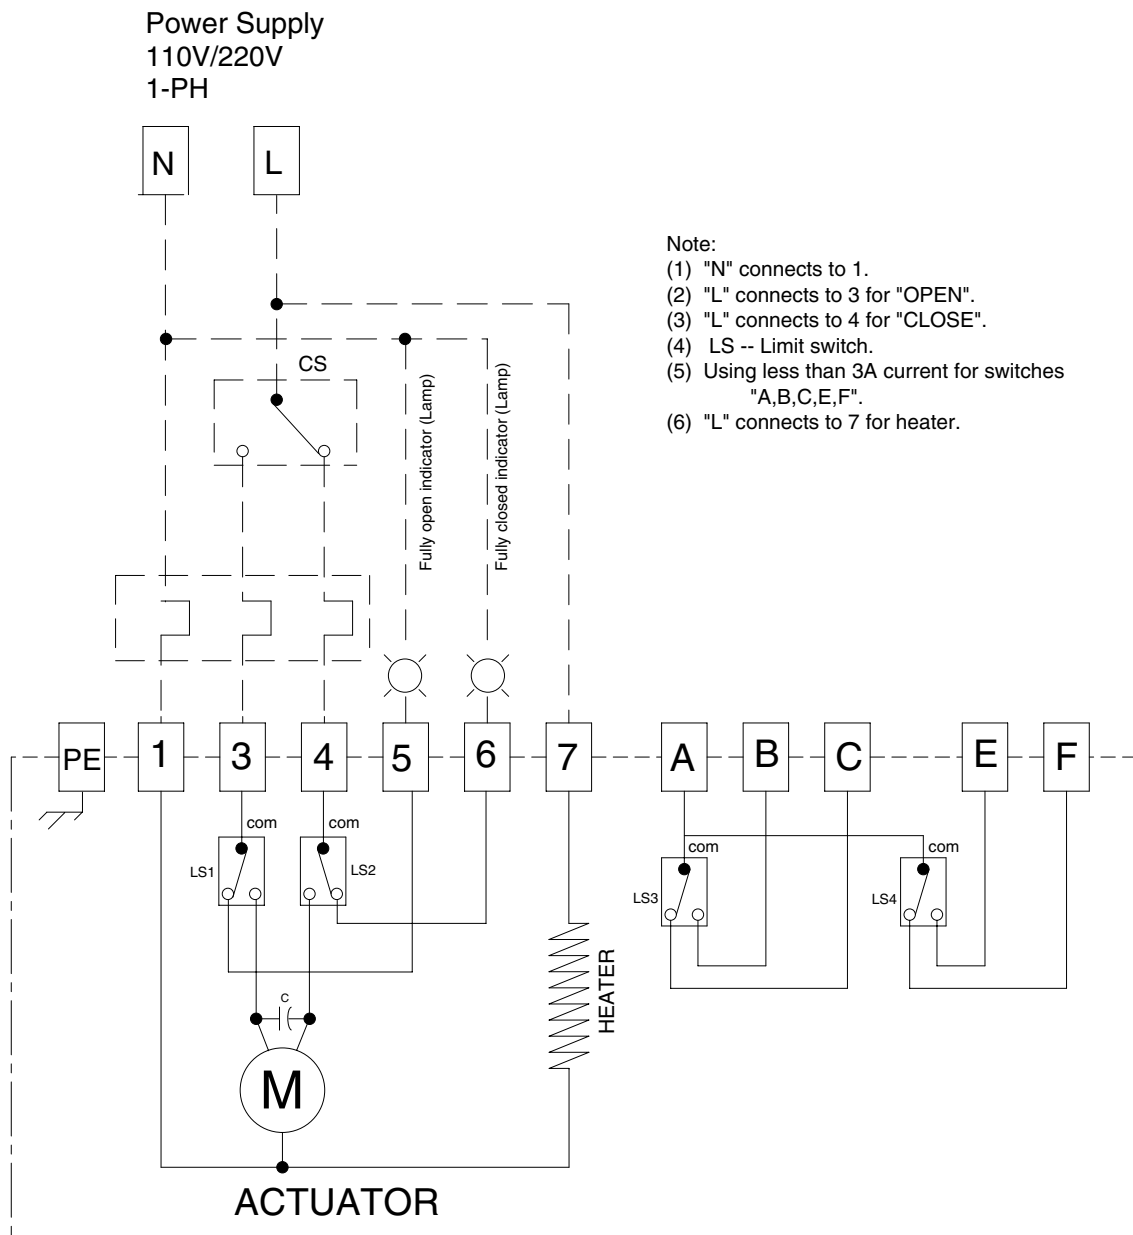 Power Supply
110V/220V
1-PH
N
L
Note:
(1) "N" connects to 1.
(2) "L" connects to 3 for "OPEN".
(3) "L" connects to 4 for "CLOSE".
(4) LS -- Limit switch.
(5) Using less than 3A current for switches
"A,B,C,E,F".
(6) "L" connects to 7 for heater.
CS
Fully open indicator (Lamp)
Fully closed indicator (Lamp)
PE
1
3
4
5
6
7
A
B
C
E
F
com
com
com
com
LS1
LS2
LS3
LS4
C
HEATER
M
ACTUATOR